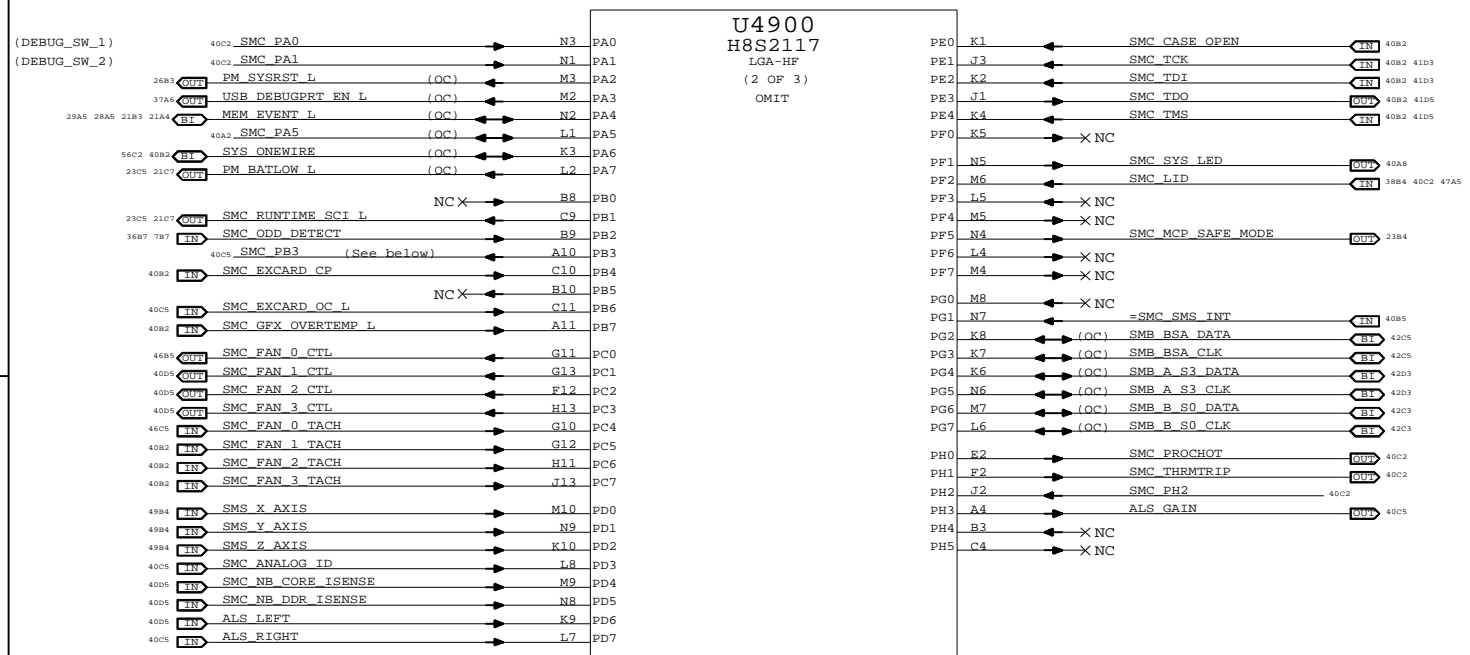 U4900
H8S2117
LGA-HF
(2 OF 3)
OMIT
(DEBUG_SW_1) 40C2 SMC_PA0 N3 PA0
(DEBUG_SW_2) 40C2 SMC_PA1 N1 PA1
26B3 OUT PM_SYSRST_L (OC) M3 PA2
37A6 OUT USB_DEBUGPRT_EN_L (OC) M2 PA3
29A5 28A5 21B3 21A4 BI MEM_EVENT_L (OC) N2 PA4
40A2 SMC_PA5 (OC) L1 PA5
56C2 40B2 BI SYS_ONEWIRE (OC) K3 PA6
23C5 21C7 OUT PM_BATLOW_L (OC) L2 PA7
NC B8 PB0
23C5 21C7 OUT SMC_RUNTIME_SCI_L C9 PB1
36B7 7B7 IN SMC_ODD_DETECT B9 PB2
40C5 SMC_PB3 (See below) A10 PB3
40B2 IN SMC_EXCARD_CP C10 PB4
NC B10 PB5
40C5 IN SMC_EXCARD_OC_L C11 PB6
40B2 IN SMC_GFX_OVERTEMP_L A11 PB7
46B5 OUT SMC_FAN_0_CTL G11 PC0
40D5 OUT SMC_FAN_1_CTL G13 PC1
40D5 OUT SMC_FAN_2_CTL F12 PC2
40D5 OUT SMC_FAN_3_CTL H13 PC3
46C5 IN SMC_FAN_0_TACH G10 PC4
40B2 IN SMC_FAN_1_TACH G12 PC5
40B2 IN SMC_FAN_2_TACH H11 PC6
40B2 IN SMC_FAN_3_TACH J13 PC7
49B4 IN SMS_X_AXIS M10 PD0
49B4 IN SMS_Y_AXIS N9 PD1
49B4 IN SMS_Z_AXIS K10 PD2
40C5 IN SMC_ANALOG_ID L8 PD3
40D5 IN SMC_NB_CORE_ISENSE M9 PD4
40D5 IN SMC_NB_DDR_ISENSE N8 PD5
40D5 IN ALS_LEFT K9 PD6
40C5 IN ALS_RIGHT L7 PD7
PE0 K1 SMC_CASE_OPEN IN 40B2
PE1 J3 SMC_TCK IN 40B2 41D3
PE2 K2 SMC_TDI IN 40B2 41D3
PE3 J1 SMC_TDO OUT 40B2 41D5
PE4 K4 SMC_TMS IN 40B2 41D5
PF0 K5 NC
PF1 N5 SMC_SYS_LED OUT 40A8
PF2 M6 SMC_LID IN 38B4 40C2 47A5
PF3 L5 NC
PF4 M5 NC
PF5 N4 SMC_MCP_SAFE_MODE OUT 23B4
PF6 L4 NC
PF7 M4 NC
PG0 M8 NC
PG1 N7 =SMC_SMS_INT IN 40B5
PG2 K8 (OC) SMB_BSA_DATA BI 42C5
PG3 K7 (OC) SMB_BSA_CLK BI 42C5
PG4 K6 (OC) SMB_A_S3_DATA BI 42D3
PG5 N6 (OC) SMB_A_S3_CLK BI 42D3
PG6 M7 (OC) SMB_B_S0_DATA BI 42C3
PG7 L6 (OC) SMB_B_S0_CLK BI 42C3
PH0 E2 SMC_PROCHOT OUT 40C2
PH1 F2 SMC_THRMTRIP OUT 40C2
PH2 J2 SMC_PH2 40C2
PH3 A4 ALS_GAIN OUT 40C5
PH4 B3 NC
PH5 C4 NC